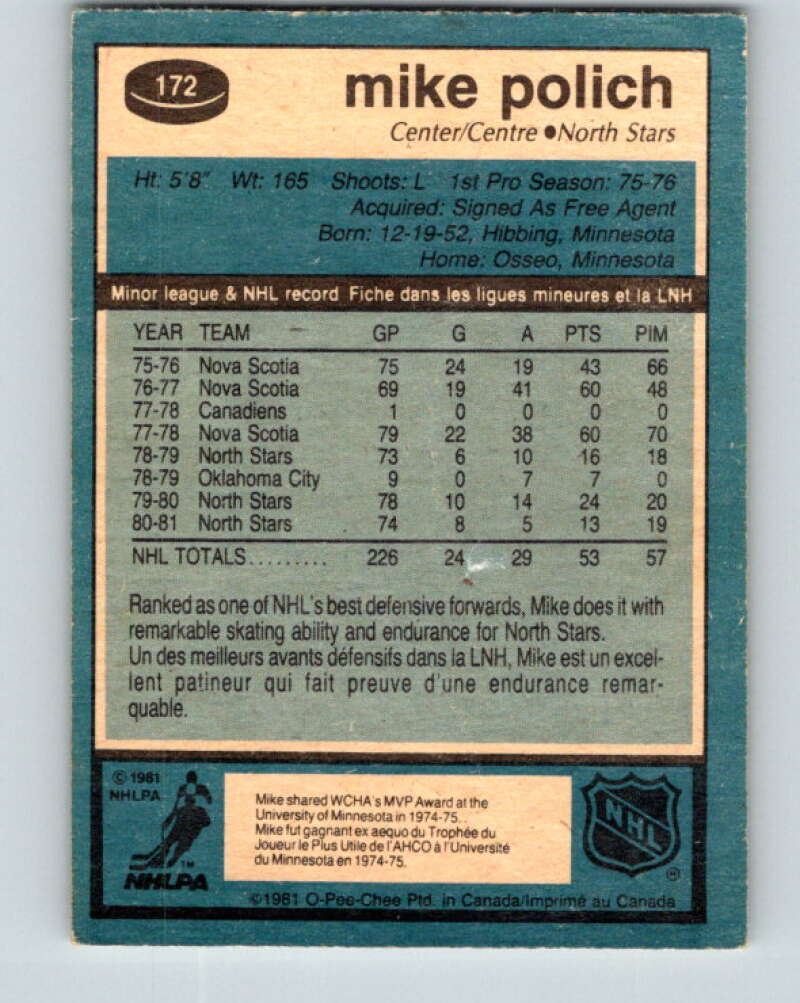 172
mike polich
Center/Centre ●North Stars
Ht: 5'8" Wt: 165 Shoots: L 1st Pro Season: 75-76
Acquired: Signed As Free Agent
Born: 12-19-52, Hibbing, Minnesota
Home: Osseo, Minnesota
Minor league & NHL record Fiche dans les ligues mineures et la LNH
YEAR TEAM GP G A PTS PIM
75-76 Nova Scotia 75 24 19 43 66
76-77 Nova Scotia 69 19 41 60 48
77-78 Canadiens 1 0 0 0 0
77-78 Nova Scotia 79 22 38 60 70
78-79 North Stars 73 6 10 16 18
78-79 Oklahoma City 9 0 7 7 0
79-80 North Stars 78 10 14 24 20
80-81 North Stars 74 8 5 13 19
NHL TOTALS......... 226 24 29 53 57
Ranked as one of NHL's best defensive forwards, Mike does it with
remarkable skating ability and endurance for North Stars.
Un des meilleurs avants défensifs dans la LNH, Mike est un excel-
lent patineur qui fait preuve d'une endurance remar-
quable.
© 1981
NHLPA
TM
NHLPA
Mike shared WCHA's MVP Award at the
University of Minnesota in 1974-75.
Mike fut gagnant ex aequo du Trophée du
Joueur le Plus Utile de l'AHCO à l'Université
du Minnesota en 1974-75.
NHL
®
©1981 O-Pee-Chee Ptd. in Canada/Imprimé au Canada